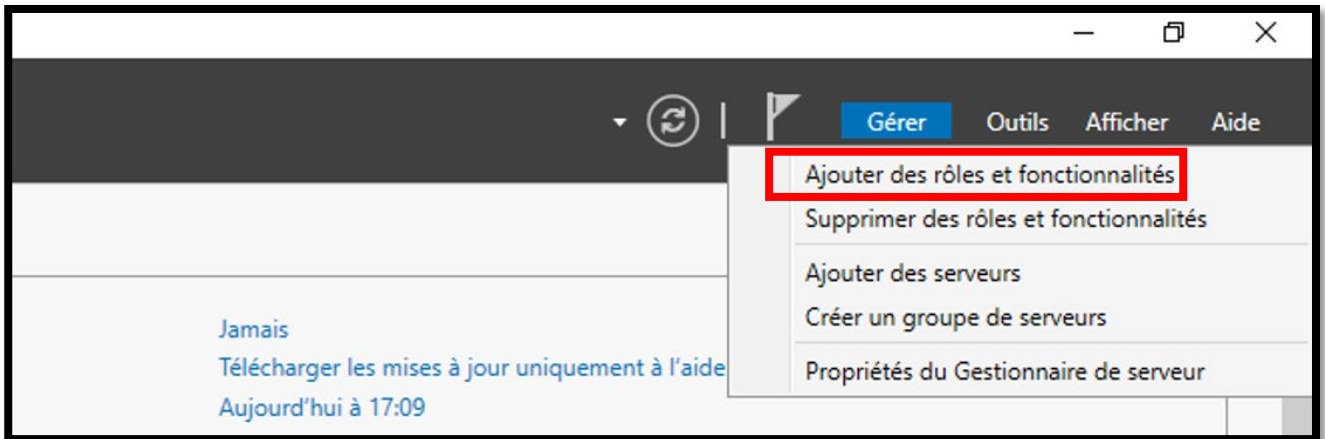 Gérer Outils Afficher Aide
Ajouter des rôles et fonctionnalités
Supprimer des rôles et fonctionnalités
Ajouter des serveurs
Créer un groupe de serveurs
Propriétés du Gestionnaire de serveur
Jamais
Télécharger les mises à jour uniquement à l'aide
Aujourd'hui à 17:09